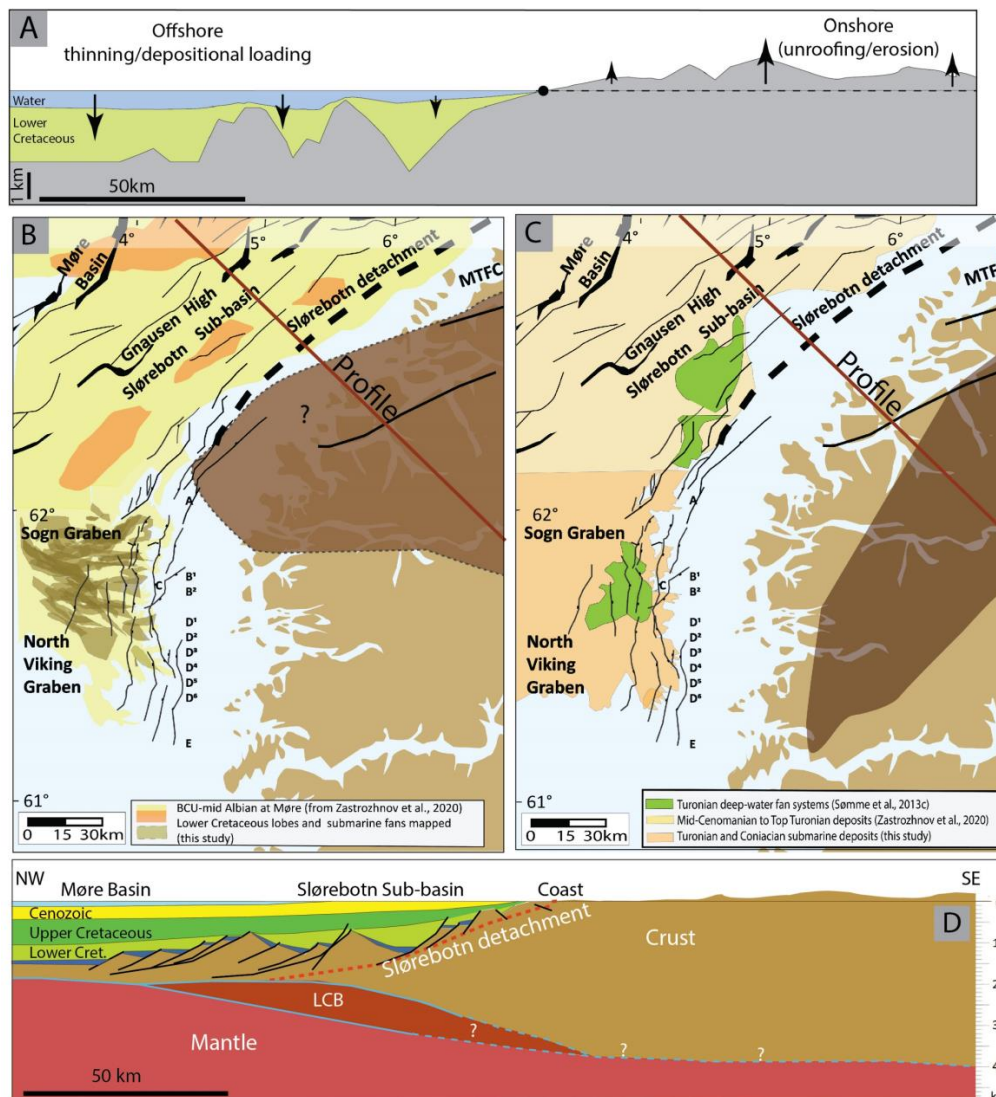 A
Offshore
thinning/depositional loading
Onshore
(unroofing/erosion)
Water
Lower
Cretaceous
1 km
50km
B
4°
5°
6°
Møre
Basin
Gnausen High
Slørebotn Sub-basin
Slørebotn detachment
MTFC
Profile
?
A
62°
Sogn Graben
B¹
C
B²
D¹
D²
North
Viking
Graben
D³
D⁴
D⁵
D⁶
E
61°
0 15 30km
BCU-mid Albian at Møre (from Zastrozhnov et al., 2020)
Lower Cretaceous lobes and submarine fans mapped
(this study)
C
4°
5°
6°
Møre
Basin
Gnausen High
Slørebotn Sub-basin
Slørebotn detachment
MTF
Profile
A
62°
Sogn Graben
B¹
C
B²
D¹
D²
North
Viking
Graben
D³
D⁴
D⁵
D⁶
E
61°
0 15 30km
Turonian deep-water fan systems (Sømme et al., 2013c)
Mid-Cenomanian to Top Turonian deposits (Zastrozhnov et al., 2020)
Turonian and Coniacian submarine deposits (this study)
NW
Møre Basin
Slørebotn Sub-basin
Coast
SE
D
Cenozoic
Upper Cretaceous
Lower Cret.
Slørebotn detachment
Crust
LCB
Mantle
?
?
?
1
2
3
4
50 km